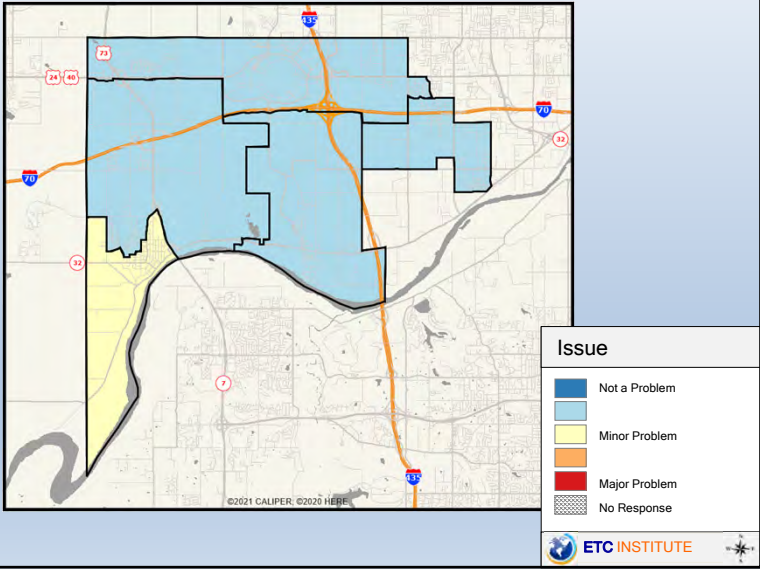 435
73
24 40
70
32
70
32
7
435
©2021 CALIPER; ©2020 HERE
Issue
Not a Problem
Minor Problem
Major Problem
No Response
ETC INSTITUTE